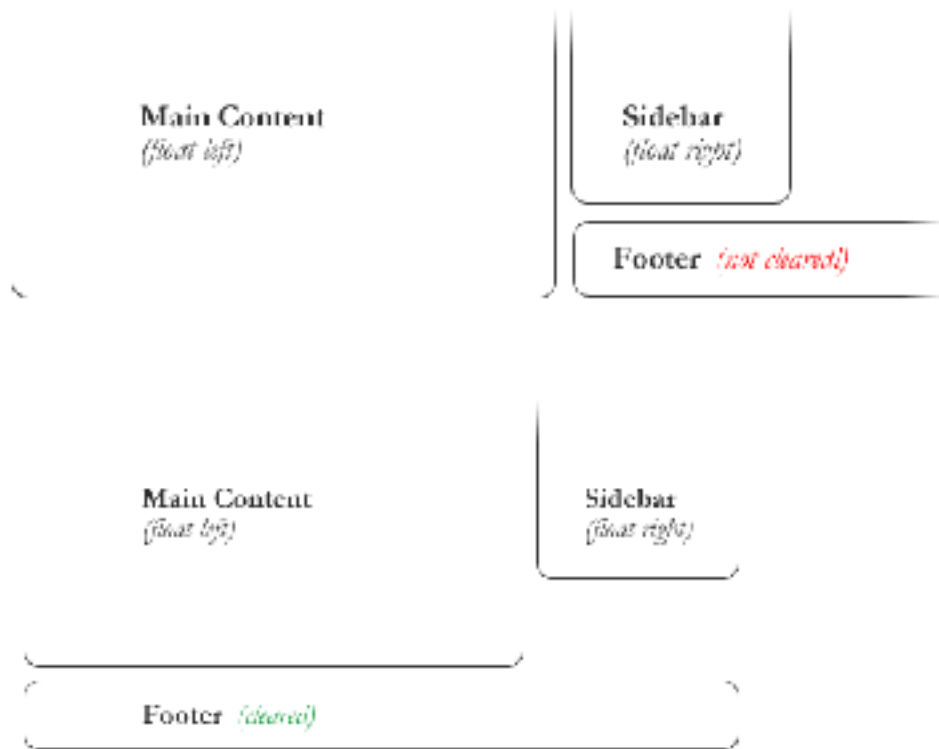 Main Content
(float left)
Sidebar
(float right)
Footer (not cleared!)
Main Content
(float left)
Sidebar
(float right)
Footer (cleared)